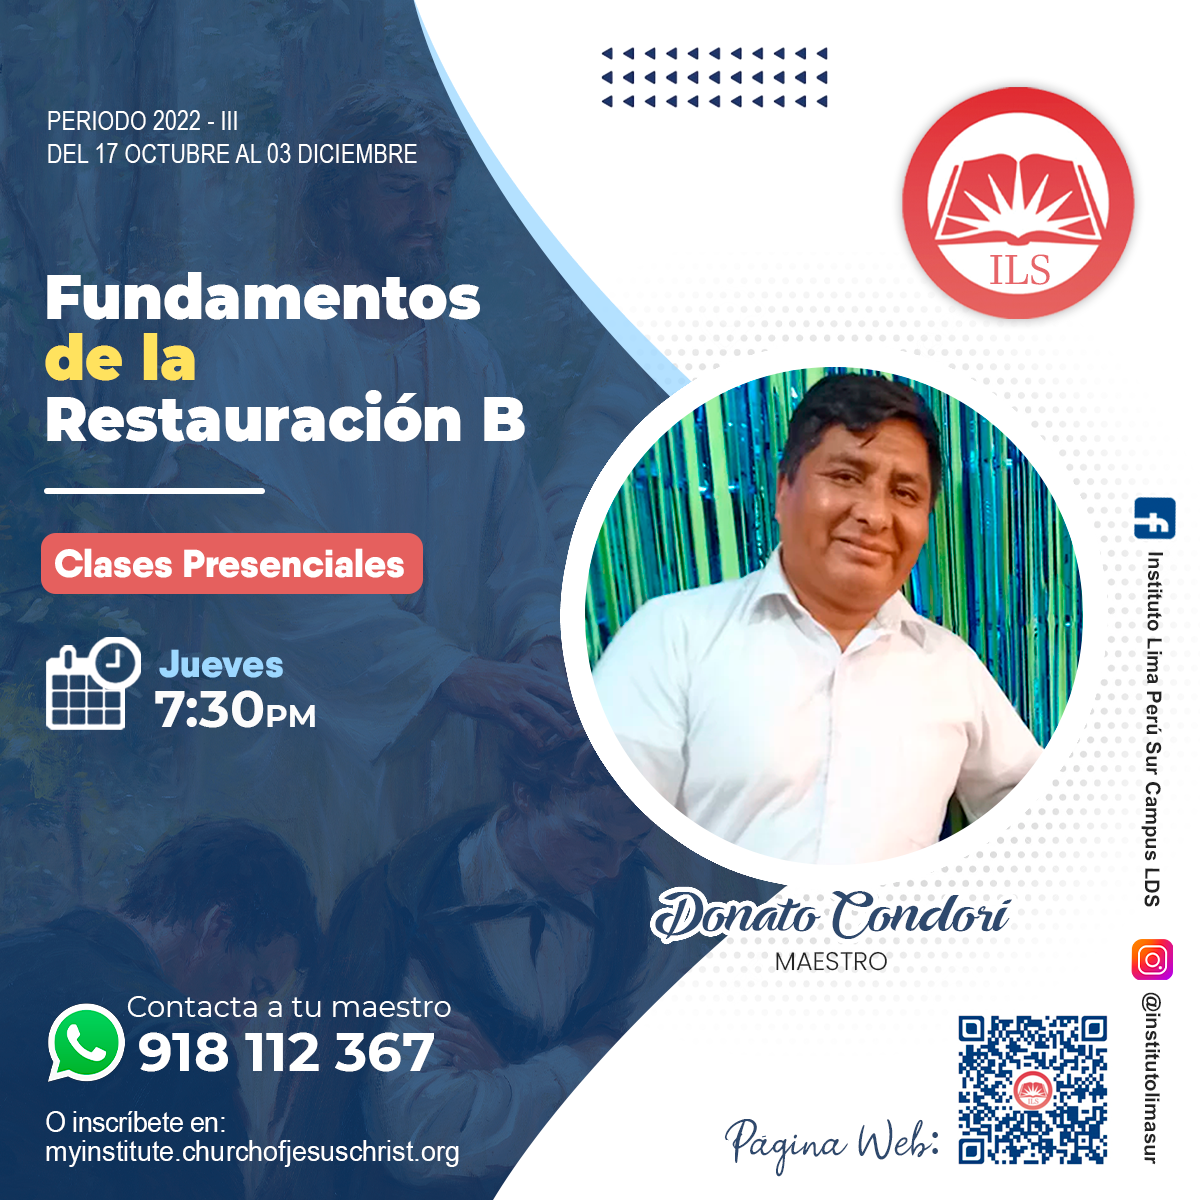 PERIODO 2022 - III
DEL 17 OCTUBRE AL 03 DICIEMBRE
ILS
Fundamentos
de la
Restauración B
Clases Presenciales
Jueves
7:30PM
Instituto Lima Perú Sur Campus LDS
Donato Condori
MAESTRO
@institutolimasur
Contacta a tu maestro
918 112 367
O inscríbete en:
myinstitute.churchofjesuschrist.org
Página Web:
ILS